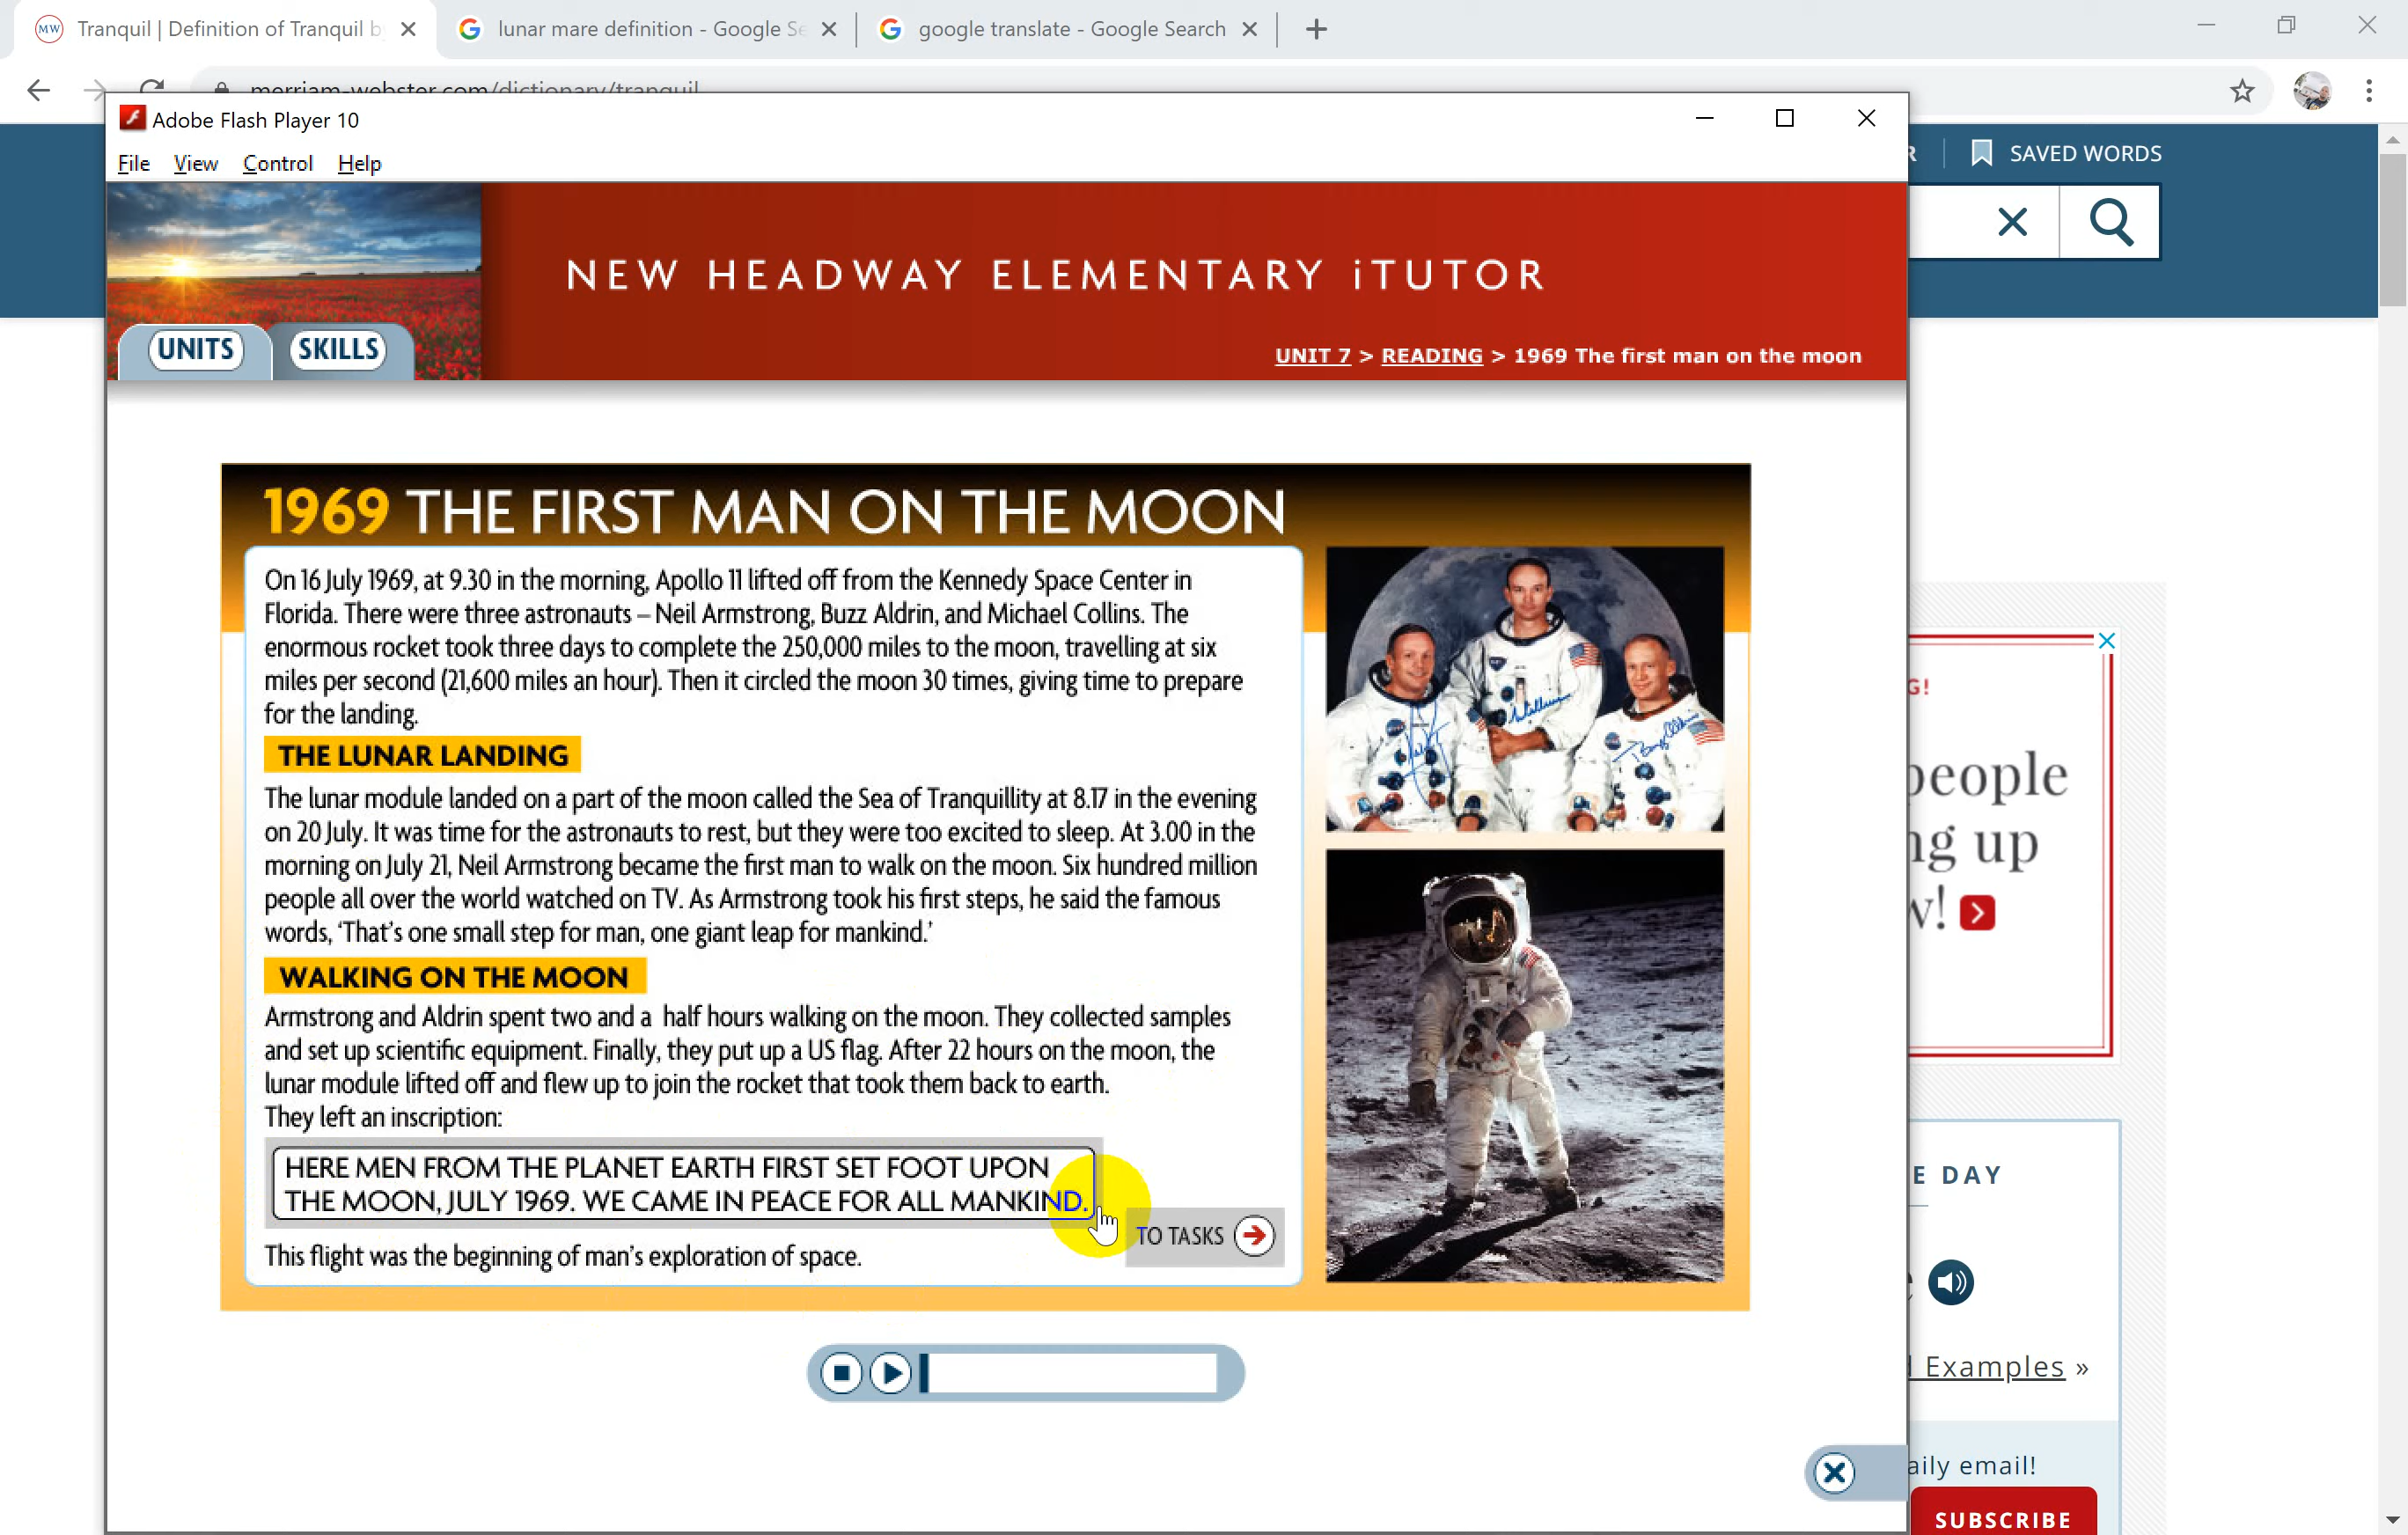 MW Tranquil | Definition of Tranquil b
lunar mare definition - Google Se
google translate - Google Search
merriam-webster.com/dictionary/tranquil
Adobe Flash Player 10
File View Control Help
SAVED WORDS
NEW HEADWAY ELEMENTARY iTUTOR
UNITS SKILLS
UNIT 7 > READING > 1969 The first man on the moon
1969 THE FIRST MAN ON THE MOON
On 16 July 1969, at 9.30 in the morning, Apollo 11 lifted off from the Kennedy Space Center in
Florida. There were three astronauts – Neil Armstrong, Buzz Aldrin, and Michael Collins. The
enormous rocket took three days to complete the 250,000 miles to the moon, travelling at six
miles per second (21,600 miles an hour). Then it circled the moon 30 times, giving time to prepare
for the landing.
THE LUNAR LANDING
The lunar module landed on a part of the moon called the Sea of Tranquillity at 8.17 in the evening
on 20 July. It was time for the astronauts to rest, but they were too excited to sleep. At 3.00 in the
morning on July 21, Neil Armstrong became the first man to walk on the moon. Six hundred million
people all over the world watched on TV. As Armstrong took his first steps, he said the famous
words, ‘That’s one small step for man, one giant leap for mankind.’
WALKING ON THE MOON
Armstrong and Aldrin spent two and a half hours walking on the moon. They collected samples
and set up scientific equipment. Finally, they put up a US flag. After 22 hours on the moon, the
lunar module lifted off and flew up to join the rocket that took them back to earth.
They left an inscription:
HERE MEN FROM THE PLANET EARTH FIRST SET FOOT UPON
THE MOON, JULY 1969. WE CAME IN PEACE FOR ALL MANKIND.
TO TASKS
This flight was the beginning of man’s exploration of space.
G!
people
ng up
w!
E DAY
Examples »
aily email!
SUBSCRIBE